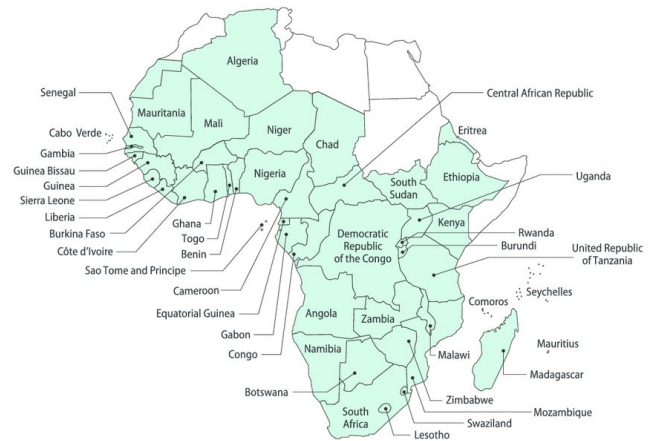 Algeria
Senegal
Central African Republic
Mauritania
Mali
Niger
Cabo Verde
Chad
Eritrea
Gambia
Guinea Bissau
Nigeria
South
Sudan
Ethiopia
Uganda
Guinea
Sierra Leone
Liberia
Kenya
Burkina Faso
Ghana
Democratic
Republic
of the Congo
Rwanda
Togo
Burundi
United Republic
of Tanzania
Côte d'Ivoire
Benin
Sao Tome and Principe
Cameroon
Seychelles
Comoros
Equatorial Guinea
Angola
Zambia
Gabon
Mauritius
Congo
Namibia
Malawi
Madagascar
Botswana
Zimbabwe
South
Africa
Mozambique
Swaziland
Lesotho